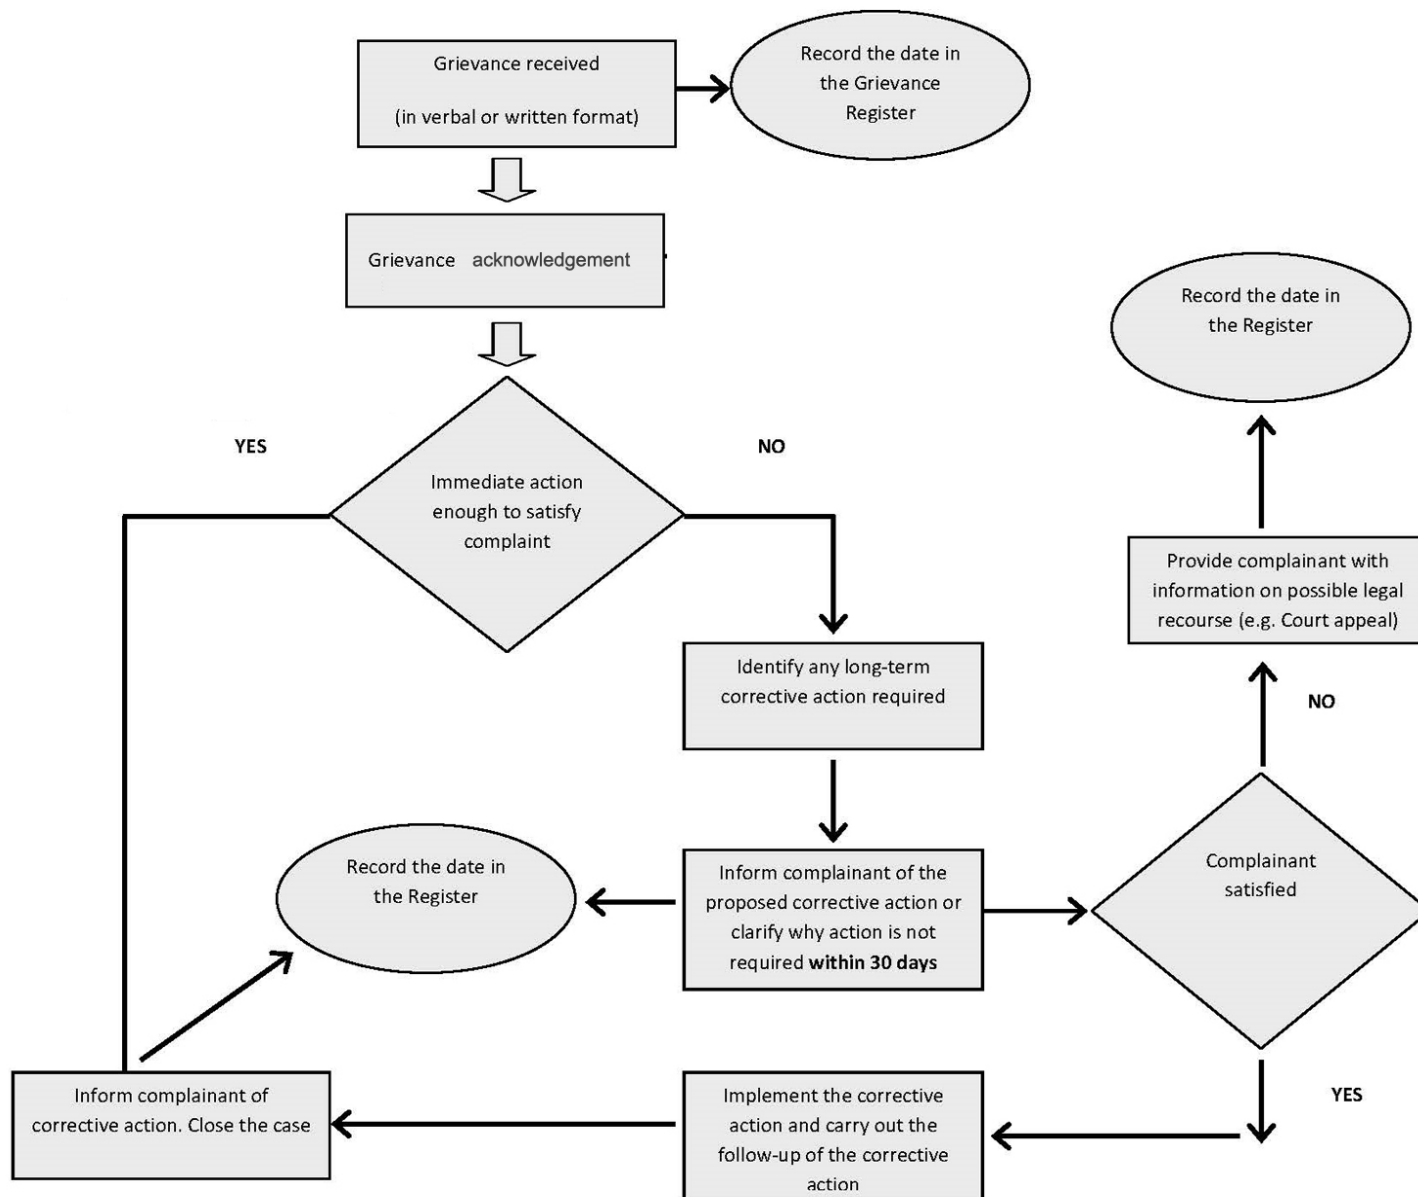 Grievance received
(in verbal or written format)
Record the date in
the Grievance
Register
Grievance acknowledgement
Record the date in
the Register
YES
NO
Immediate action
enough to satisfy
complaint
Provide complainant with
information on possible legal
recourse (e.g. Court appeal)
Identify any long-term
corrective action required
NO
Record the date in
the Register
Inform complainant of the
proposed corrective action or
clarify why action is not
required within 30 days
Complainant
satisfied
Inform complainant of
corrective action. Close the case
Implement the corrective
action and carry out the
follow-up of the corrective
action
YES